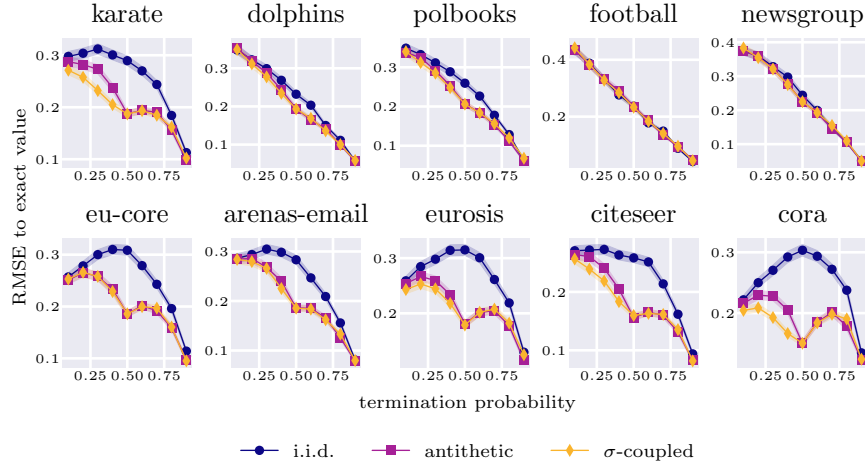 karate dolphins polbooks football newsgroup
0.3 0.3 0.3 0.4 0.4
0.2 0.2 0.2 0.2 0.3
0.1 0.1 0.1 0.2
0.1
0.25 0.50 0.75 0.25 0.50 0.75 0.25 0.50 0.75 0.25 0.50 0.75 0.25 0.50 0.75
RMSE to exact value
eu-core arenas-email eurosis citeseer cora
0.3 0.3 0.3 0.3 0.3
0.2 0.2 0.2 0.2 0.2
0.1 0.1 0.1 0.1
0.25 0.50 0.75 0.25 0.50 0.75 0.25 0.50 0.75 0.25 0.50 0.75 0.25 0.50 0.75
termination probability
i.i.d. antithetic σ-coupled